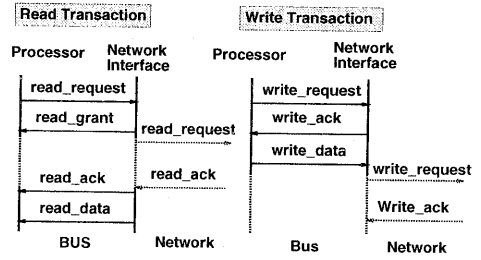 Read Transaction
Processor
Network
Interface
read_request
read_grant
read_request
read_ack
read_ack
read_data
BUS
Network
Write Transaction
Processor
Network
Interface
write_request
write_ack
write_data
write_request
Write_ack
Bus
Network